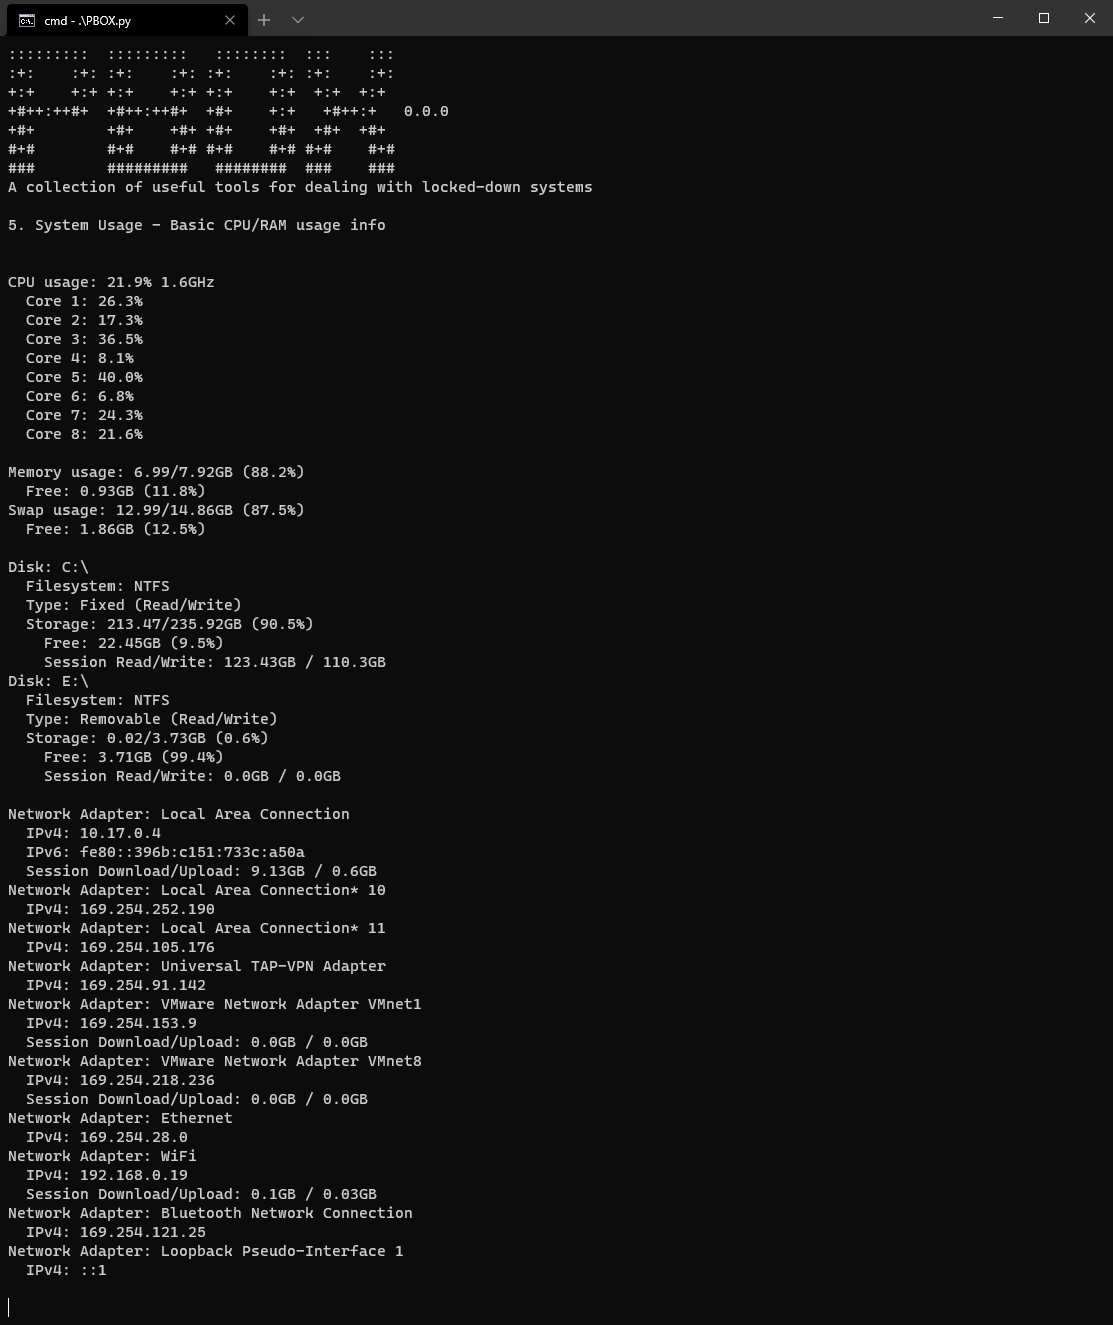 cmd - .\PBOX.py
:::::::::  :::::::::   ::::::::  :::    :::
:+:    :+: :+:    :+: :+:    :+: :+:    :+:
+:+    +:+ +:+    +:+ +:+    +:+  +:+  +:+
+#++:++#+  +#++:++#+  +#+    +:+   +#++:+   0.0.0
+#+        +#+    +#+ +#+    +#+  +#+  +#+
#+#        #+#    #+# #+#    #+# #+#    #+#
###        #########   ########  ###    ###
A collection of useful tools for dealing with locked-down systems
5. System Usage - Basic CPU/RAM usage info
CPU usage: 21.9% 1.6GHz
Core 1: 26.3%
Core 2: 17.3%
Core 3: 36.5%
Core 4: 8.1%
Core 5: 40.0%
Core 6: 6.8%
Core 7: 24.3%
Core 8: 21.6%
Memory usage: 6.99/7.92GB (88.2%)
Free: 0.93GB (11.8%)
Swap usage: 12.99/14.86GB (87.5%)
Free: 1.86GB (12.5%)
Disk: C:\
Filesystem: NTFS
Type: Fixed (Read/Write)
Storage: 213.47/235.92GB (90.5%)
Free: 22.45GB (9.5%)
Session Read/Write: 123.43GB / 110.3GB
Disk: E:\
Filesystem: NTFS
Type: Removable (Read/Write)
Storage: 0.02/3.73GB (0.6%)
Free: 3.71GB (99.4%)
Session Read/Write: 0.0GB / 0.0GB
Network Adapter: Local Area Connection
IPv4: 10.17.0.4
IPv6: fe80::396b:c151:733c:a50a
Session Download/Upload: 9.13GB / 0.6GB
Network Adapter: Local Area Connection* 10
IPv4: 169.254.252.190
Network Adapter: Local Area Connection* 11
IPv4: 169.254.105.176
Network Adapter: Universal TAP-VPN Adapter
IPv4: 169.254.91.142
Network Adapter: VMware Network Adapter VMnet1
IPv4: 169.254.153.9
Session Download/Upload: 0.0GB / 0.0GB
Network Adapter: VMware Network Adapter VMnet8
IPv4: 169.254.218.236
Session Download/Upload: 0.0GB / 0.0GB
Network Adapter: Ethernet
IPv4: 169.254.28.0
Network Adapter: WiFi
IPv4: 192.168.0.19
Session Download/Upload: 0.1GB / 0.03GB
Network Adapter: Bluetooth Network Connection
IPv4: 169.254.121.25
Network Adapter: Loopback Pseudo-Interface 1
IPv4: ::1